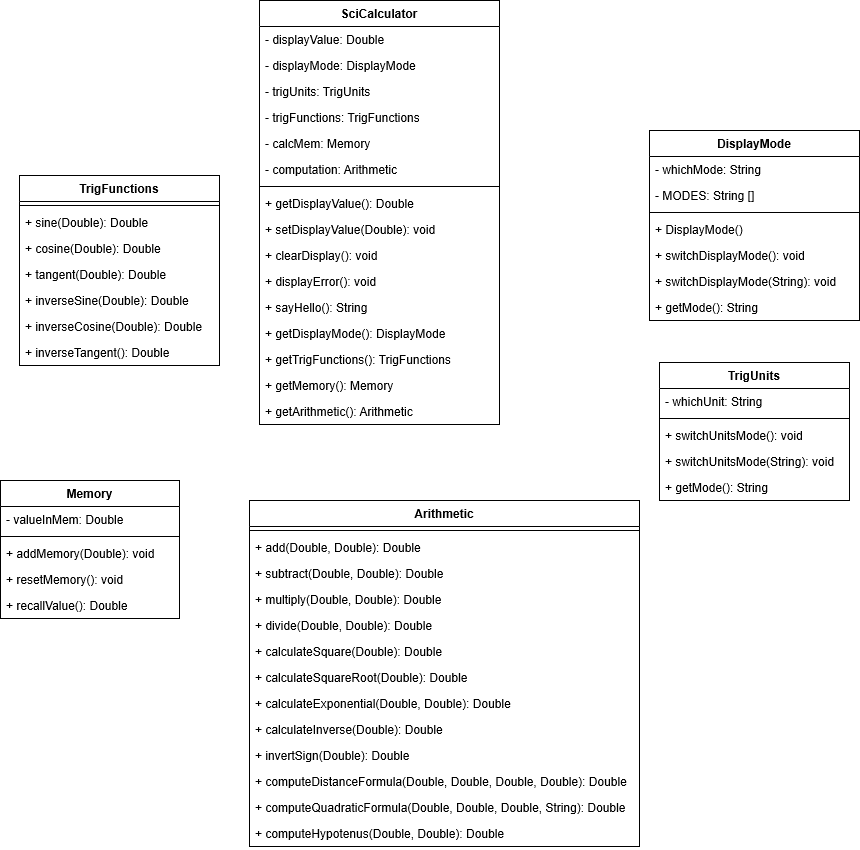 SciCalculator
- displayValue: Double
- displayMode: DisplayMode
- trigUnits: TrigUnits
- trigFunctions: TrigFunctions
- calcMem: Memory
- computation: Arithmetic
+ getDisplayValue(): Double
+ setDisplayValue(Double): void
+ clearDisplay(): void
+ displayError(): void
+ sayHello(): String
+ getDisplayMode(): DisplayMode
+ getTrigFunctions(): TrigFunctions
+ getMemory(): Memory
+ getArithmetic(): Arithmetic
DisplayMode
- whichMode: String
- MODES: String []
+ DisplayMode()
+ switchDisplayMode(): void
+ switchDisplayMode(String): void
+ getMode(): String
TrigFunctions
+ sine(Double): Double
+ cosine(Double): Double
+ tangent(Double): Double
+ inverseSine(Double): Double
+ inverseCosine(Double): Double
+ inverseTangent(): Double
TrigUnits
- whichUnit: String
+ switchUnitsMode(): void
+ switchUnitsMode(String): void
+ getMode(): String
Memory
- valueInMem: Double
+ addMemory(Double): void
+ resetMemory(): void
+ recallValue(): Double
Arithmetic
+ add(Double, Double): Double
+ subtract(Double, Double): Double
+ multiply(Double, Double): Double
+ divide(Double, Double): Double
+ calculateSquare(Double): Double
+ calculateSquareRoot(Double): Double
+ calculateExponential(Double, Double): Double
+ calculateInverse(Double): Double
+ invertSign(Double): Double
+ computeDistanceFormula(Double, Double, Double, Double): Double
+ computeQuadraticFormula(Double, Double, Double, String): Double
+ computeHypotenus(Double, Double): Double